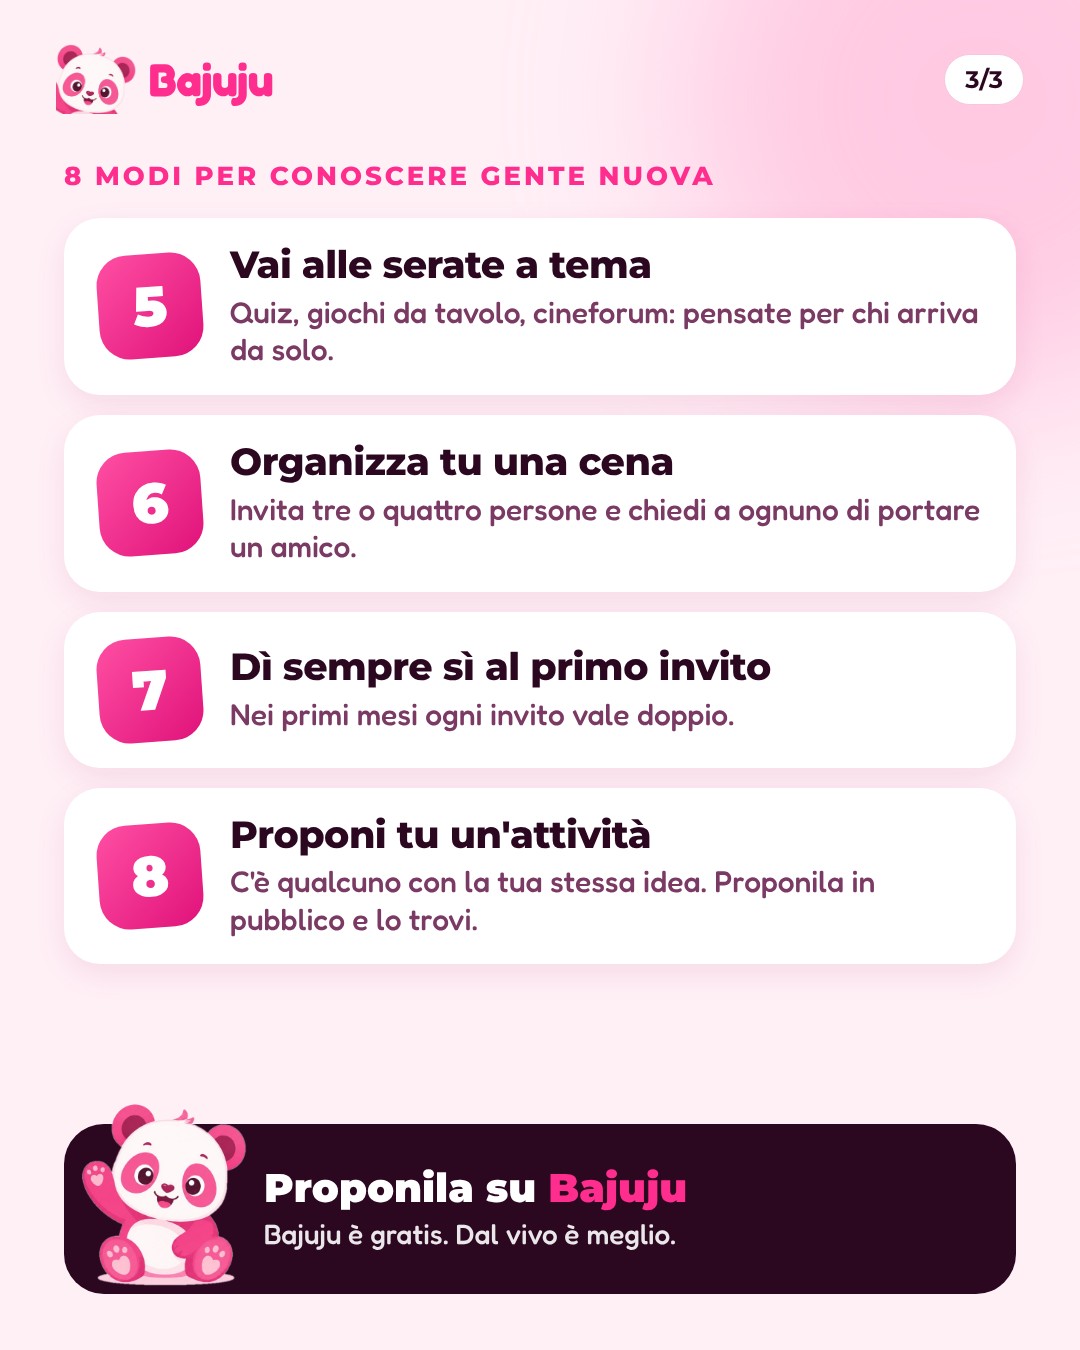 Bajuju
3/3
8 MODI PER CONOSCERE GENTE NUOVA
5
Vai alle serate a tema
Quiz, giochi da tavolo, cineforum: pensate per chi arriva
da solo.
6
Organizza tu una cena
Invita tre o quattro persone e chiedi a ognuno di portare
un amico.
7
Dì sempre sì al primo invito
Nei primi mesi ogni invito vale doppio.
8
Proponi tu un'attività
C'è qualcuno con la tua stessa idea. Proponila in
pubblico e lo trovi.
Proponila su Bajuju
Bajuju è gratis. Dal vivo è meglio.